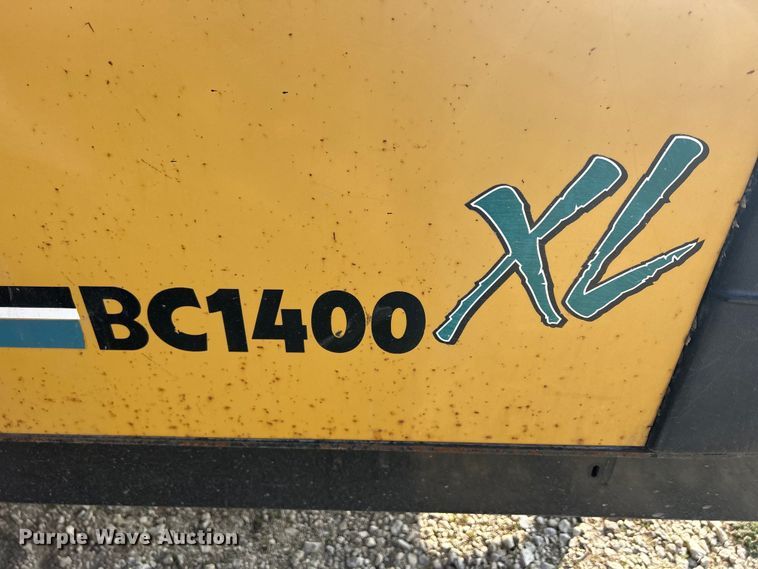 BC1400 XL
Purple Wave Auction